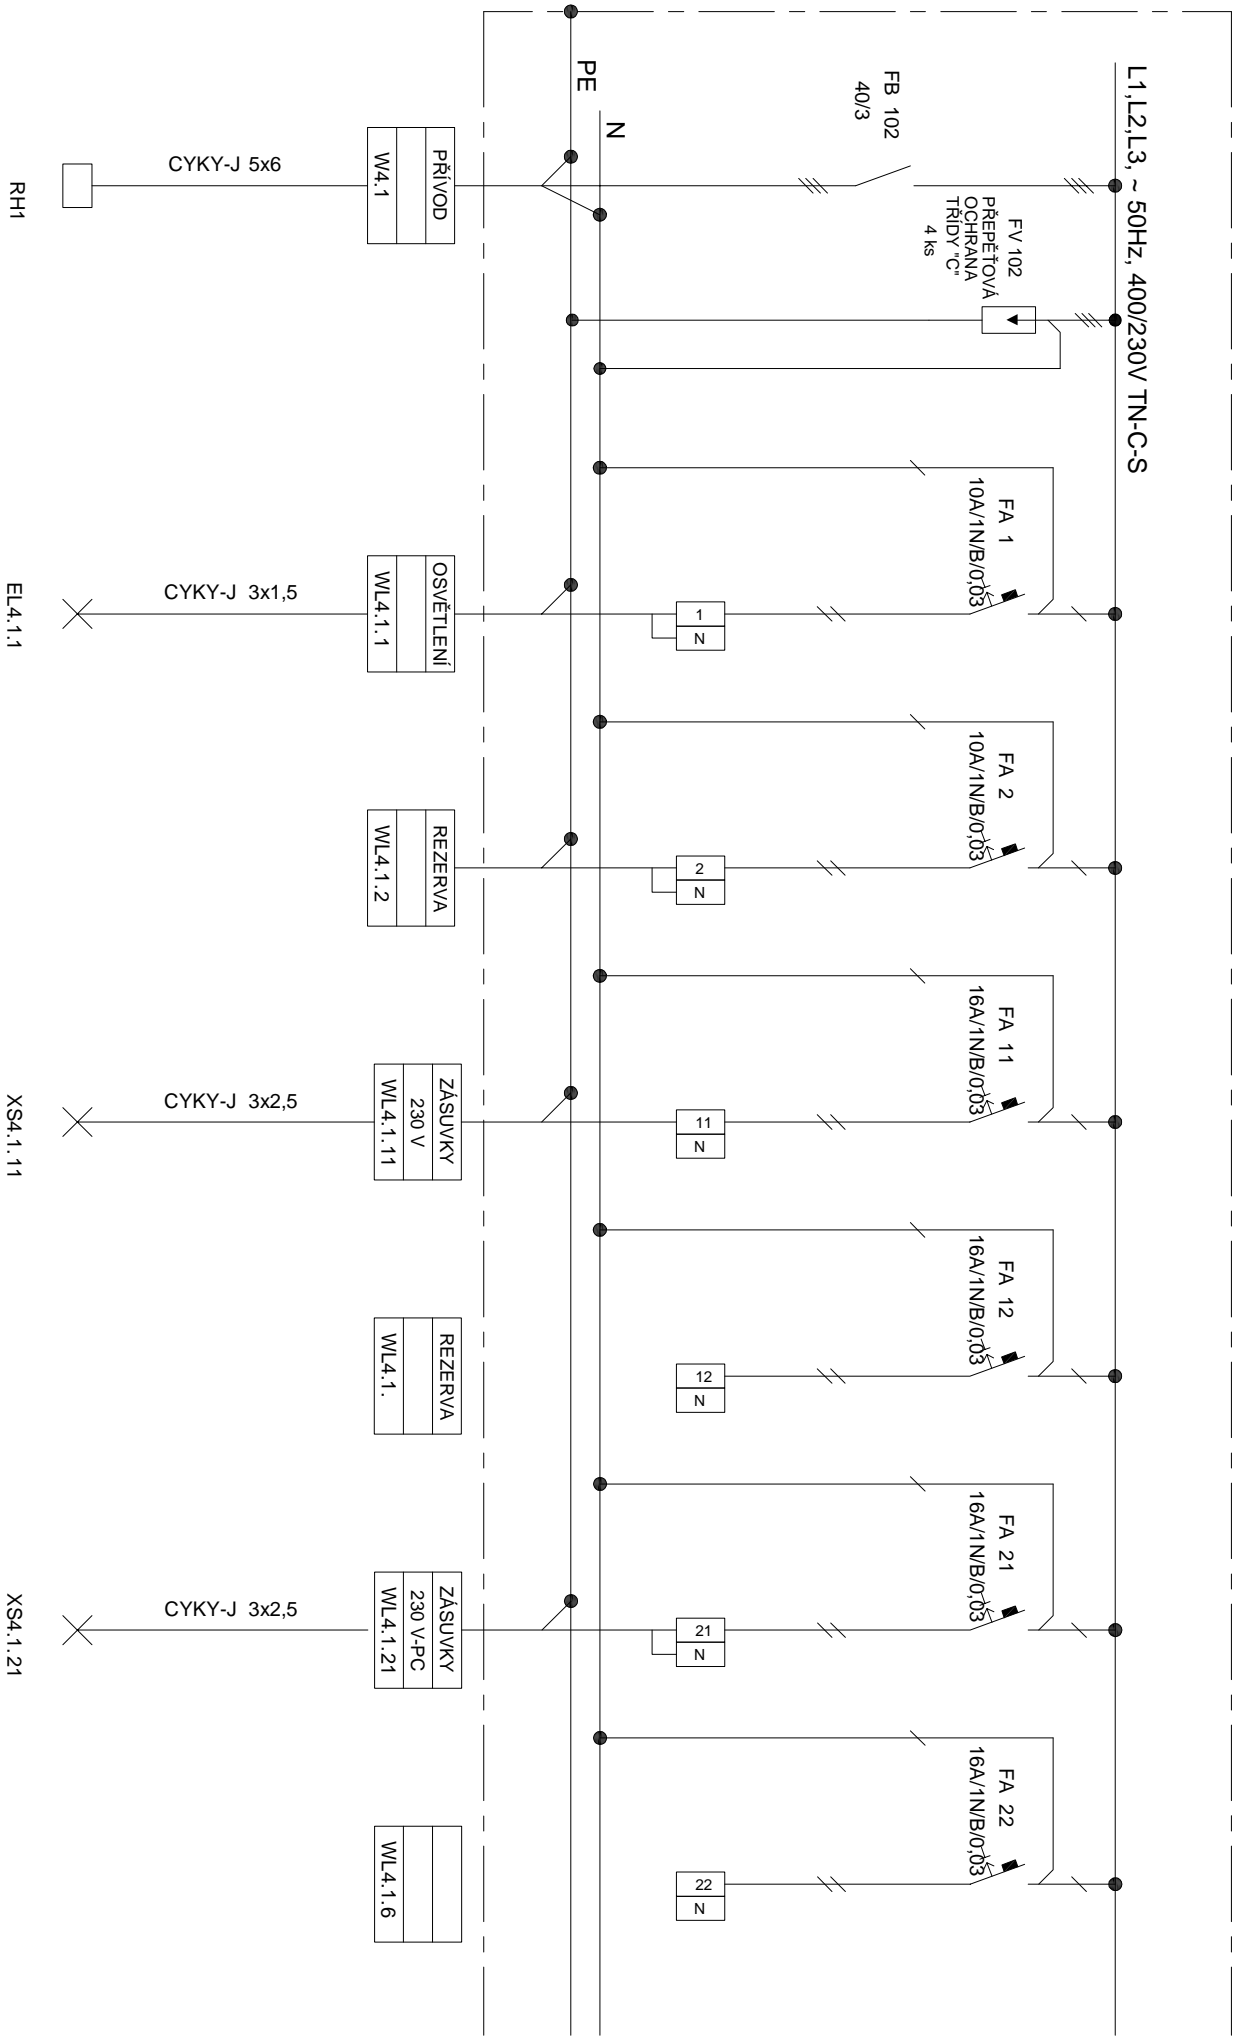 L1,L2,L3, ~ 50Hz, 400/230V TN-C-S
PE
N
FB 102
40/3
FV 102
PŘEPĚŤOVÁ
OCHRANA
TŘÍDY "C"
4 ks
PŘÍVOD
W4.1
CYKY-J 5x6
RH1
FA 1
10A/1N/B/0,03
1
N
OSVĚTLENÍ
WL4.1.1
CYKY-J 3x1,5
EL4.1.1
FA 2
10A/1N/B/0,03
2
N
REZERVA
WL4.1.2
FA 11
16A/1N/B/0,03
11
N
ZÁSUVKY
230 V
WL4.1.11
CYKY-J 3x2,5
XS4.1.11
FA 12
16A/1N/B/0,03
12
N
REZERVA
WL4.1.
FA 21
16A/1N/B/0,03
21
N
ZÁSUVKY
230 V-PC
WL4.1.21
CYKY-J 3x2,5
XS4.1.21
FA 22
16A/1N/B/0,03
22
N
WL4.1.6